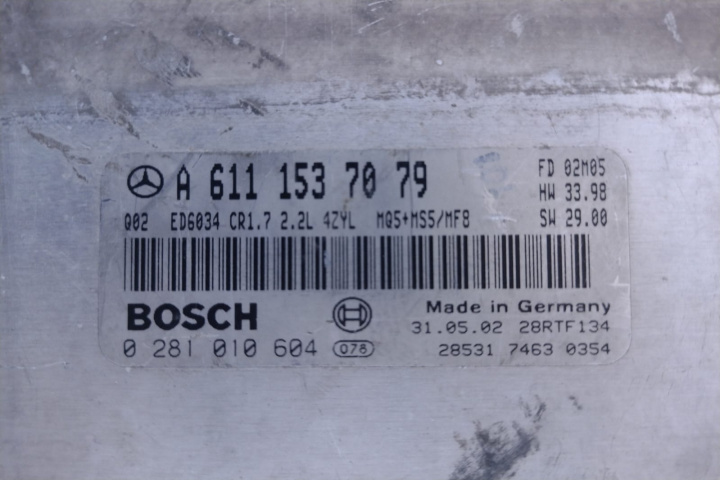 A 611 153 70 79
FD 02M05
HW 33.98
Q02 ED6034 CR1.7 2.2L 4ZYL MQ5+MS5/MF8 SW 29.00
BOSCH
Made in Germany
31.05.02 28RTF134
0 281 010 604 078
28531 7463 0354